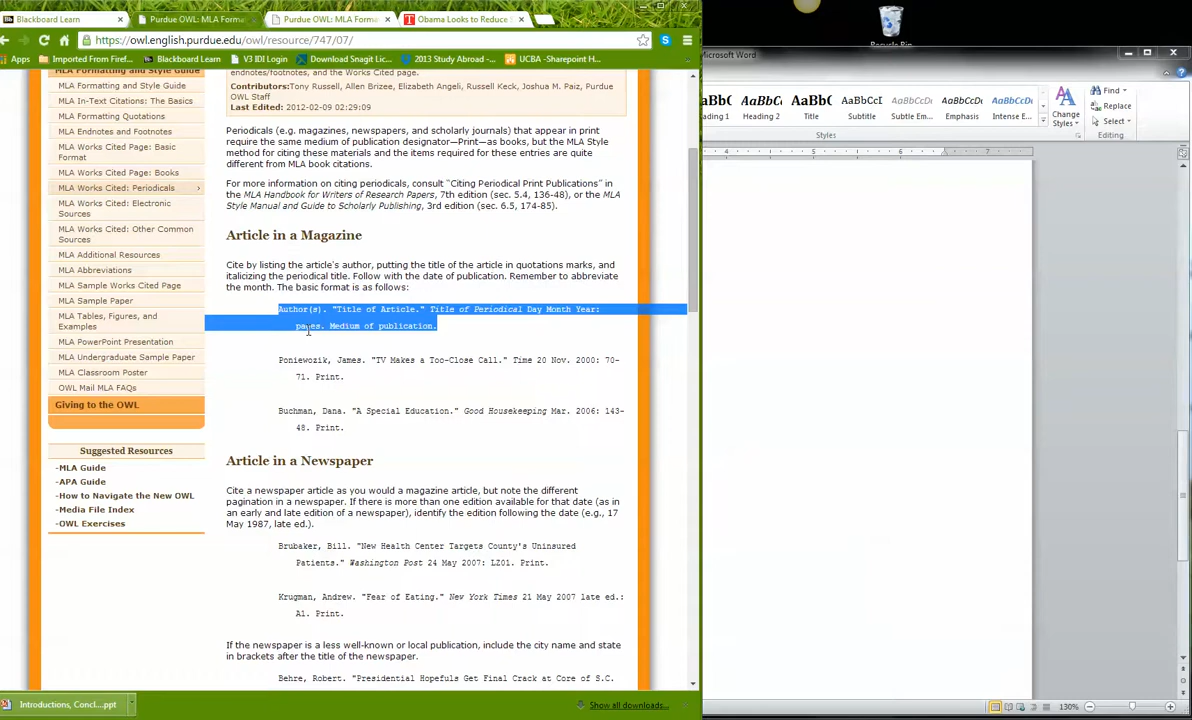 Blackboard Learn
Purdue OWL: MLA Forma
Purdue OWL: MLA Forma
Obama Looks to Reduce S
https://owl.english.purdue.edu/owl/resource/747/07/
Apps Imported From Firef... Blackboard Learn V3 IDI Login Download Snagit Lic... 2013 Study Abroad -... UCBA -Sharepoint H...
MLA Formatting and Style Guide
MLA Formatting and Style Guide
MLA In-Text Citations: The Basics
MLA Formatting Quotations
MLA Endnotes and Footnotes
MLA Works Cited Page: Basic
Format
MLA Works Cited Page: Books
MLA Works Cited: Periodicals
MLA Works Cited: Electronic
Sources
MLA Works Cited: Other Common
Sources
MLA Additional Resources
MLA Abbreviations
MLA Sample Works Cited Page
MLA Sample Paper
MLA Tables, Figures, and
Examples
MLA PowerPoint Presentation
MLA Undergraduate Sample Paper
MLA Classroom Poster
OWL Mail MLA FAQs
Giving to the OWL
Suggested Resources
-MLA Guide
-APA Guide
-How to Navigate the New OWL
-Media File Index
-OWL Exercises
endnotes/footnotes, and the Works Cited page.
Contributors:Tony Russell, Allen Brizee, Elizabeth Angeli, Russell Keck, Joshua M. Paiz, Purdue
OWL Staff
Last Edited: 2012-02-09 02:29:09
Periodicals (e.g. magazines, newspapers, and scholarly journals) that appear in print
require the same medium of publication designator—Print—as books, but the MLA Style
method for citing these materials and the items required for these entries are quite
different from MLA book citations.
For more information on citing periodicals, consult "Citing Periodical Print Publications" in
the MLA Handbook for Writers of Research Papers, 7th edition (sec. 5.4, 136-48), or the MLA
Style Manual and Guide to Scholarly Publishing, 3rd edition (sec. 6.5, 174-85).
Article in a Magazine
Cite by listing the article's author, putting the title of the article in quotations marks, and
italicizing the periodical title. Follow with the date of publication. Remember to abbreviate
the month. The basic format is as follows:
Author(s). "Title of Article." Title of Periodical Day Month Year:
pages. Medium of publication.
Poniewozik, James. "TV Makes a Too-Close Call." Time 20 Nov. 2000: 70-
71. Print.
Buchman, Dana. "A Special Education." Good Housekeeping Mar. 2006: 143-
48. Print.
Article in a Newspaper
Cite a newspaper article as you would a magazine article, but note the different
pagination in a newspaper. If there is more than one edition available for that date (as in
an early and late edition of a newspaper), identify the edition following the date (e.g., 17
May 1987, late ed.).
Brubaker, Bill. "New Health Center Targets County's Uninsured
Patients." Washington Post 24 May 2007: LZ01. Print.
Krugman, Andrew. "Fear of Eating." New York Times 21 May 2007 late ed.:
A1. Print.
If the newspaper is a less well-known or local publication, include the city name and state
in brackets after the title of the newspaper.
Behre, Robert. "Presidential Hopefuls Get Final Crack at Core of S.C.
Introductions, Concl....ppt
Show all downloads...
Recycle Bin
Microsoft Word
AaBbC AaBbC AaBbC AaBbCcI AaBbCcL AaBbCcL AaBbCcL
ading 1 Heading 2 Title Subtitle Subtle Em... Emphasis Intense E...
Change
Styles
Find
Replace
Select
Styles
Editing
4 5 6 7
130%